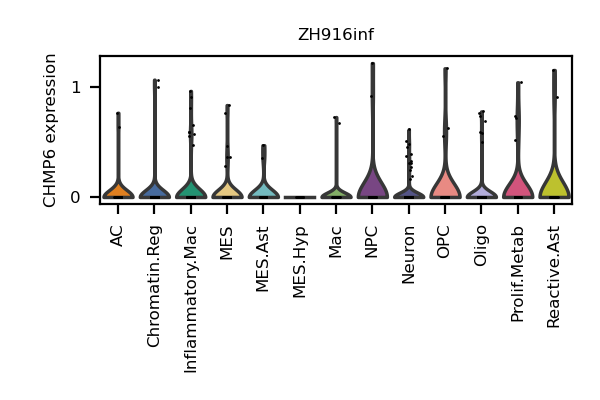 ZH916inf
CHMP6 expression
1
0
AC
Chromatin.Reg
Inflammatory.Mac
MES
MES.Ast
MES.Hyp
Mac
NPC
Neuron
OPC
Oligo
Prolif.Metab
Reactive.Ast